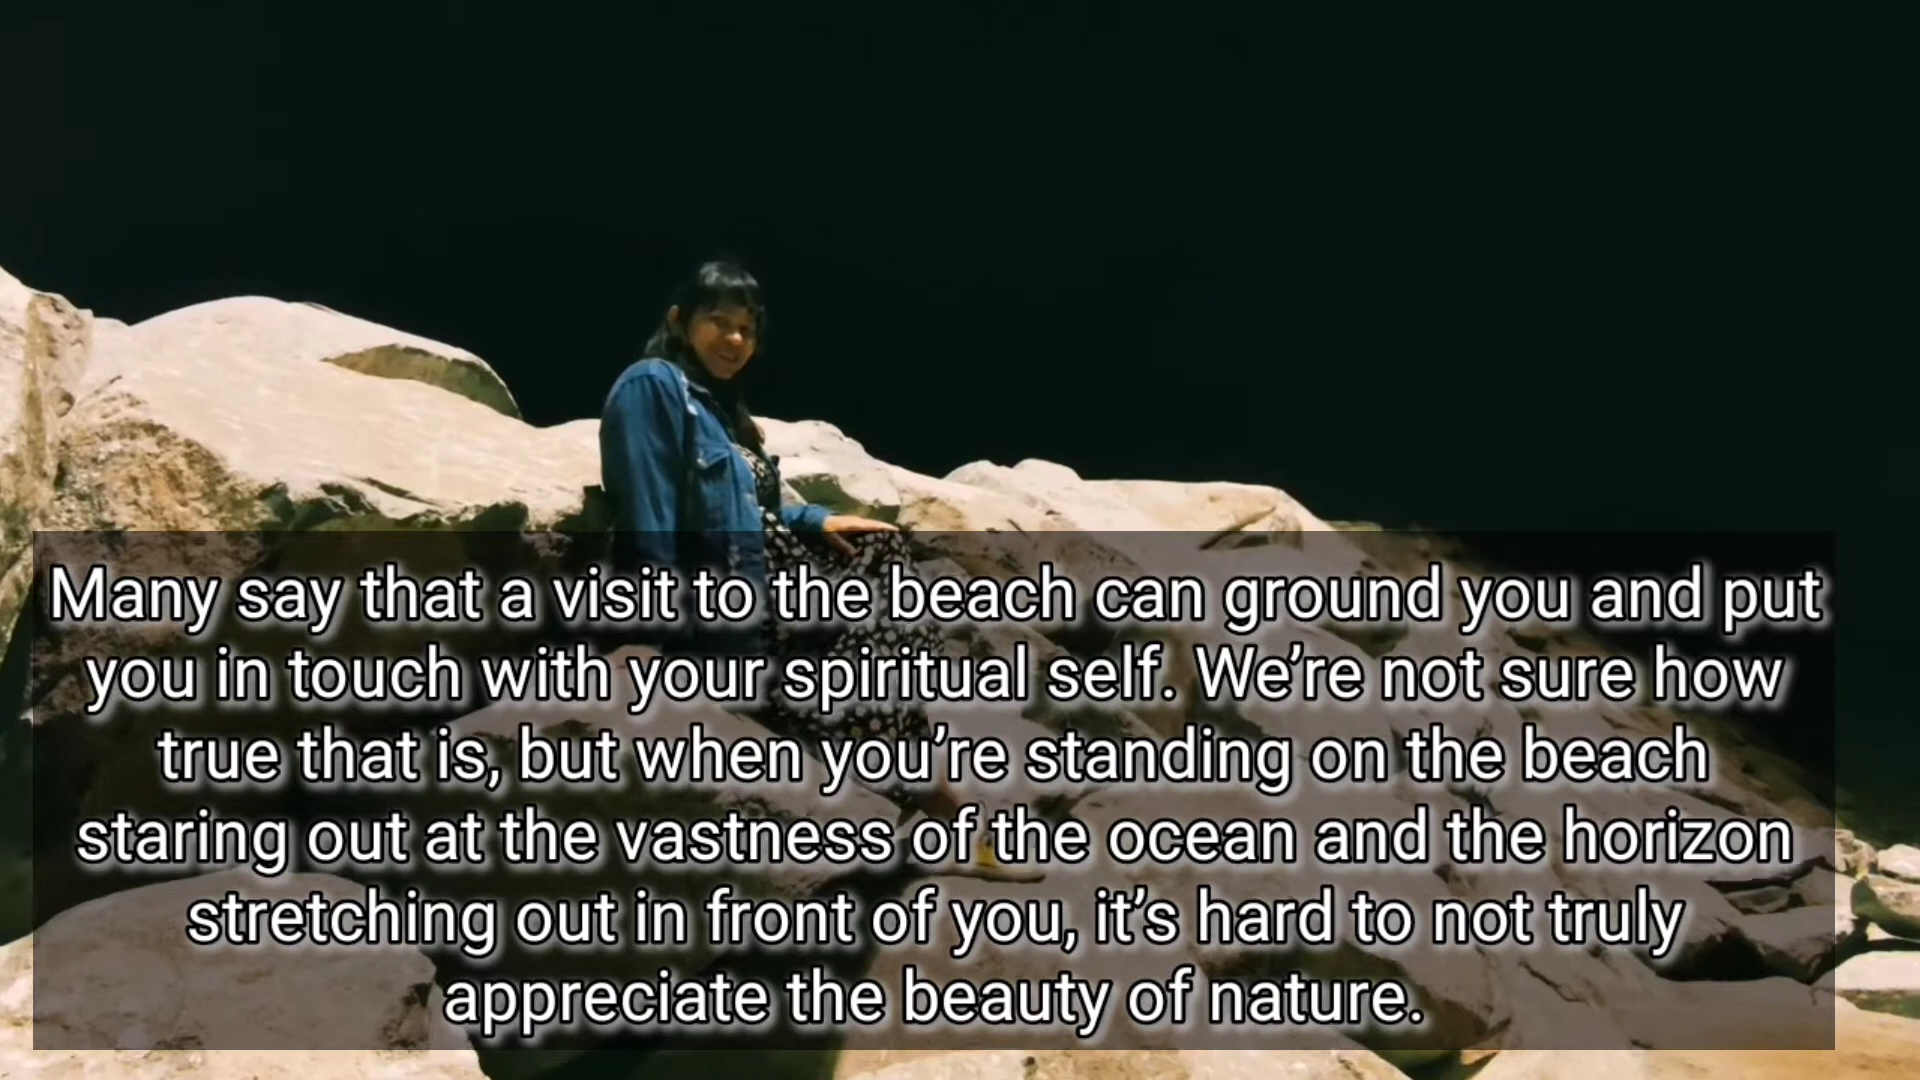 Many say that a visit to the beach can ground you and put
you in touch with your spiritual self. We’re not sure how
true that is, but when you’re standing on the beach
staring out at the vastness of the ocean and the horizon
stretching out in front of you, it’s hard to not truly
appreciate the beauty of nature.